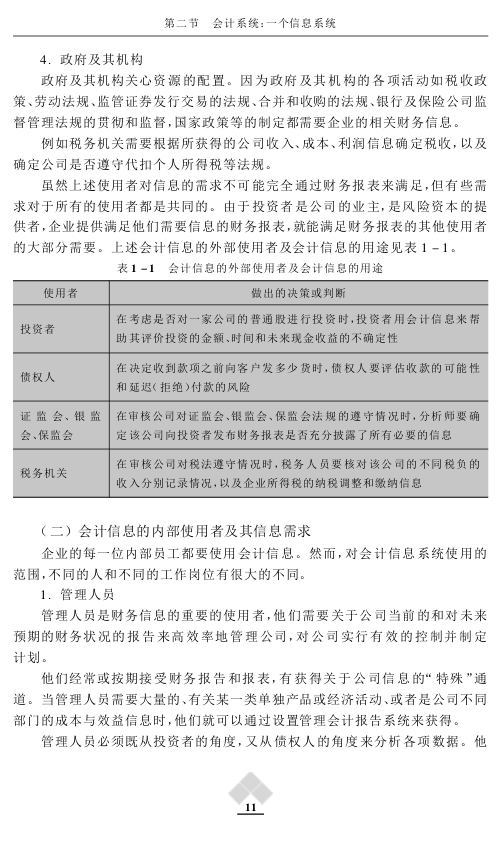 第二节　会计系统:一个信息系统
4. 政府及其机构
政府及其机构关心资源的配置。因为政府及其机构的各项活动如税收政
策、劳动法规、监管证券发行交易的法规、合并和收购的法规、银行及保险公司监
督管理法规的贯彻和监督,国家政策等的制定都需要企业的相关财务信息。
例如税务机关需要根据所获得的公司收入、成本、利润信息确定税收,以及
确定公司是否遵守代扣个人所得税等法规。
虽然上述使用者对信息的需求不可能完全通过财务报表来满足,但有些需
求对于所有的使用者都是共同的。由于投资者是公司的业主,是风险资本的提
供者,企业提供满足他们需要信息的财务报表,就能满足财务报表的其他使用者
的大部分需要。上述会计信息的外部使用者及会计信息的用途见表 1－1。
表1－1　会计信息的外部使用者及会计信息的用途
使用者　做出的决策或判断
投资者
在考虑是否对一家公司的普通股进行投资时,投资者用会计信息来帮
助其评价投资的金额、时间和未来现金收益的不确定性
债权人
在决定收到款项之前向客户发多少货时,债权人要评估收款的可能性
和延迟(拒绝)付款的风险
证监会、银监
会、保监会
在审核公司对证监会、银监会、保监会法规的遵守情况时,分析师要确
定该公司向投资者发布财务报表是否充分披露了所有必要的信息
税务机关
在审核公司对税法遵守情况时,税务人员要核对该公司的不同税负的
收入分别记录情况,以及企业所得税的纳税调整和缴纳信息
(二)会计信息的内部使用者及其信息需求
企业的每一位内部员工都要使用会计信息。然而,对会计信息系统使用的
范围,不同的人和不同的工作岗位有很大的不同。
1. 管理人员
管理人员是财务信息的重要的使用者,他们需要关于公司当前的和对未来
预期的财务状况的报告来高效率地管理公司,对公司实行有效的控制并制定
计划。
他们经常或按期接受财务报告和报表,有获得关于公司信息的“特殊”通
道。当管理人员需要大量的、有关某一类单独产品或经济活动、或者是公司不同
部门的成本与效益信息时,他们就可以通过设置管理会计报告系统来获得。
管理人员必须既从投资者的角度,又从债权人的角度来分析各项数据。他
11